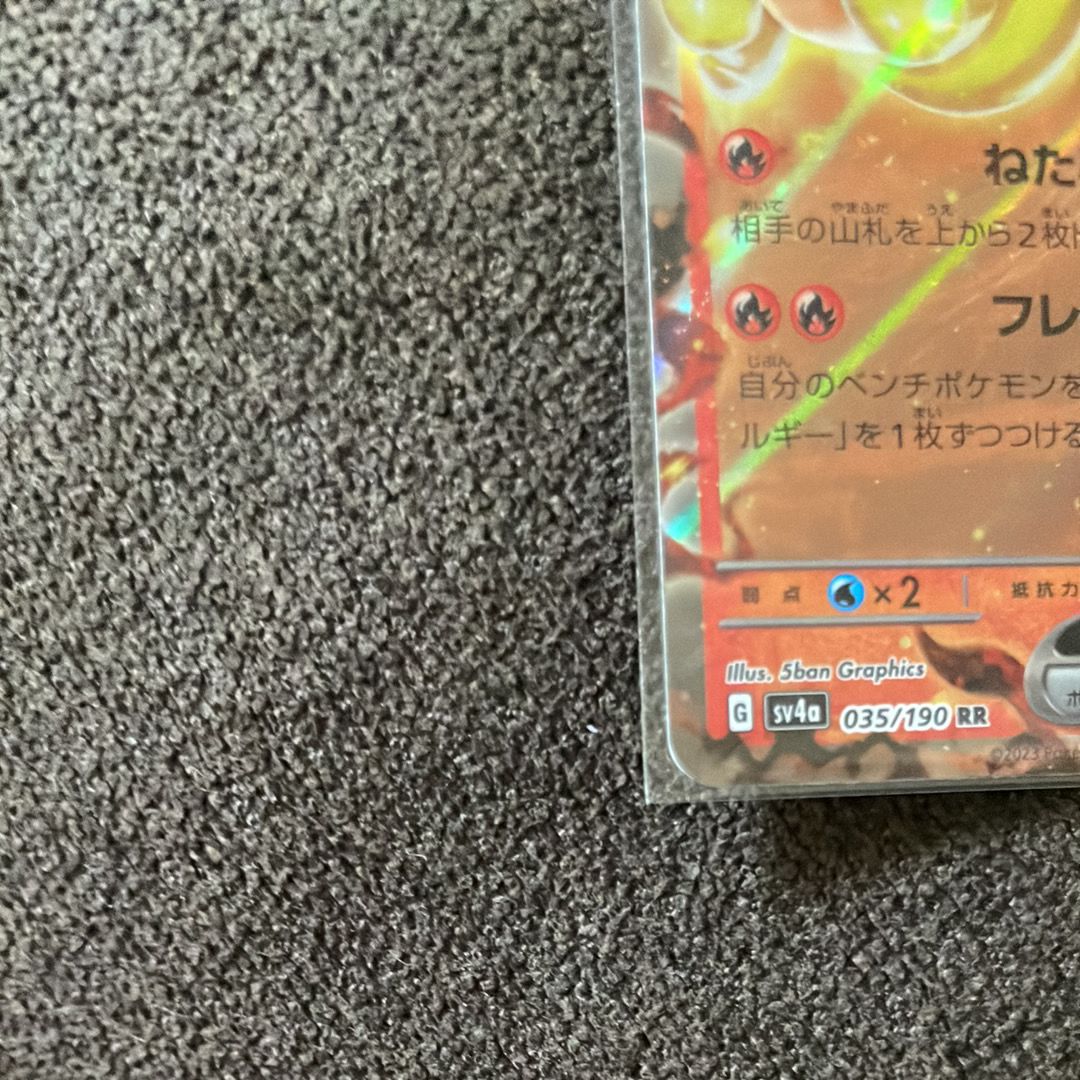 ねた
相手の山札を上から2枚
フレ
自分のベンチポケモンを
ルギー」を1枚ずつつける
弱点 ×2 抵抗力
Illus. 5ban Graphics
G sv4a 035/190 RR
©2023